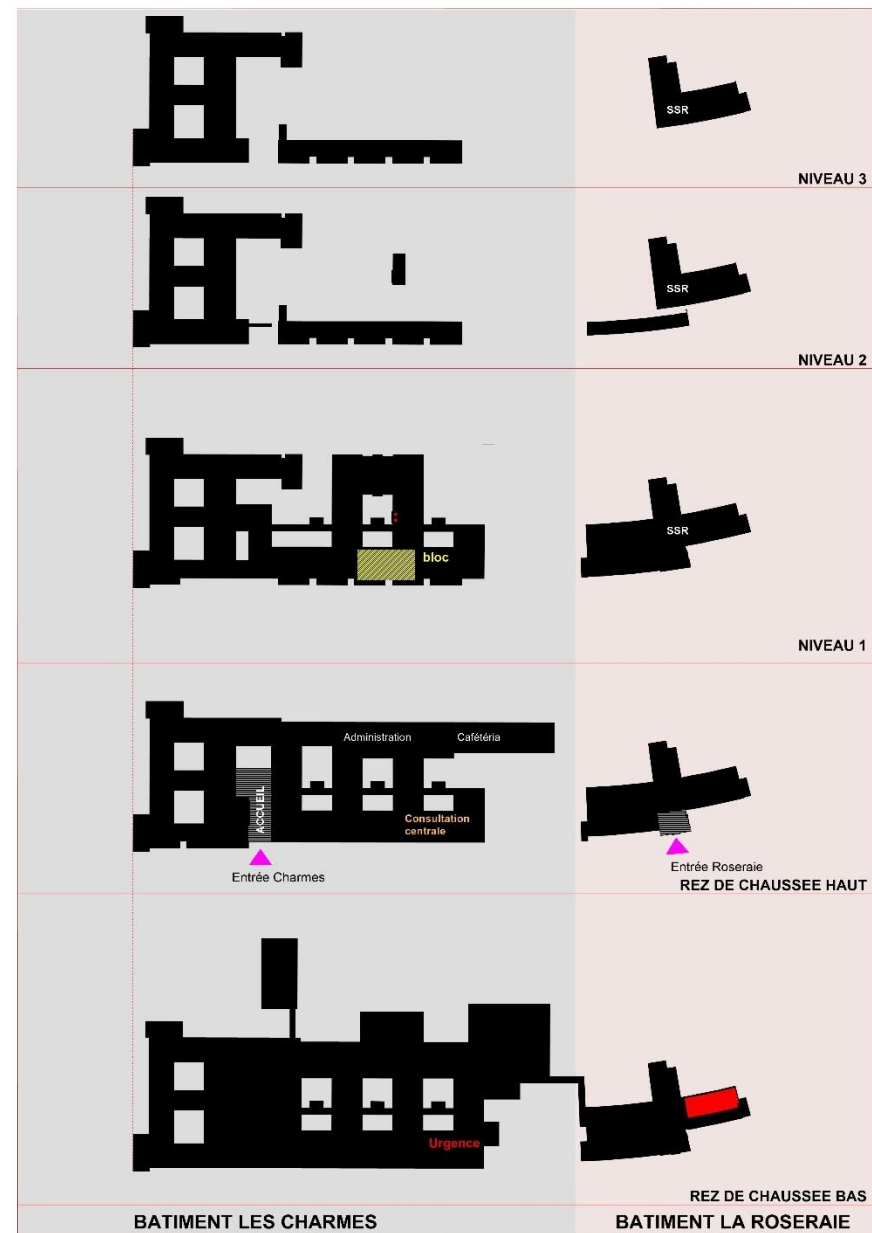 SSR
NIVEAU 3
SSR
NIVEAU 2
SSR
bloc
NIVEAU 1
Administration
Cafétéria
ACCUEIL
Consultation
centrale
Entrée Charmes
Entrée Roseraie
REZ DE CHAUSSEE HAUT
Urgence
REZ DE CHAUSSEE BAS
BATIMENT LES CHARMES
BATIMENT LA ROSERAIE